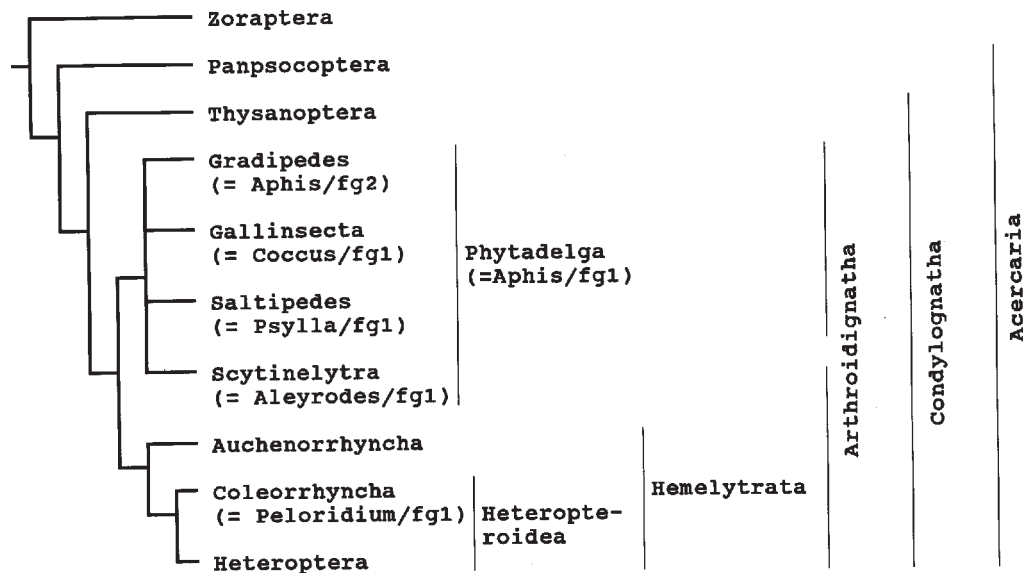 Zoraptera
Panpsocoptera
Thysanoptera
Gradipedes
(= Aphis/fg2)
Gallinsecta
(= Coccus/fg1)
Saltipedes
(= Psylla/fg1)
Scytinelytra
(= Aleyrodes/fg1)
Auchenorrhyncha
Coleorrhyncha
(= Peloridium/fg1)
Heteroptera
Phytadelga
(=Aphis/fg1)
Heteropte-
roidea
Hemelytrata
Arthroidignatha
Condylognatha
Acercaria